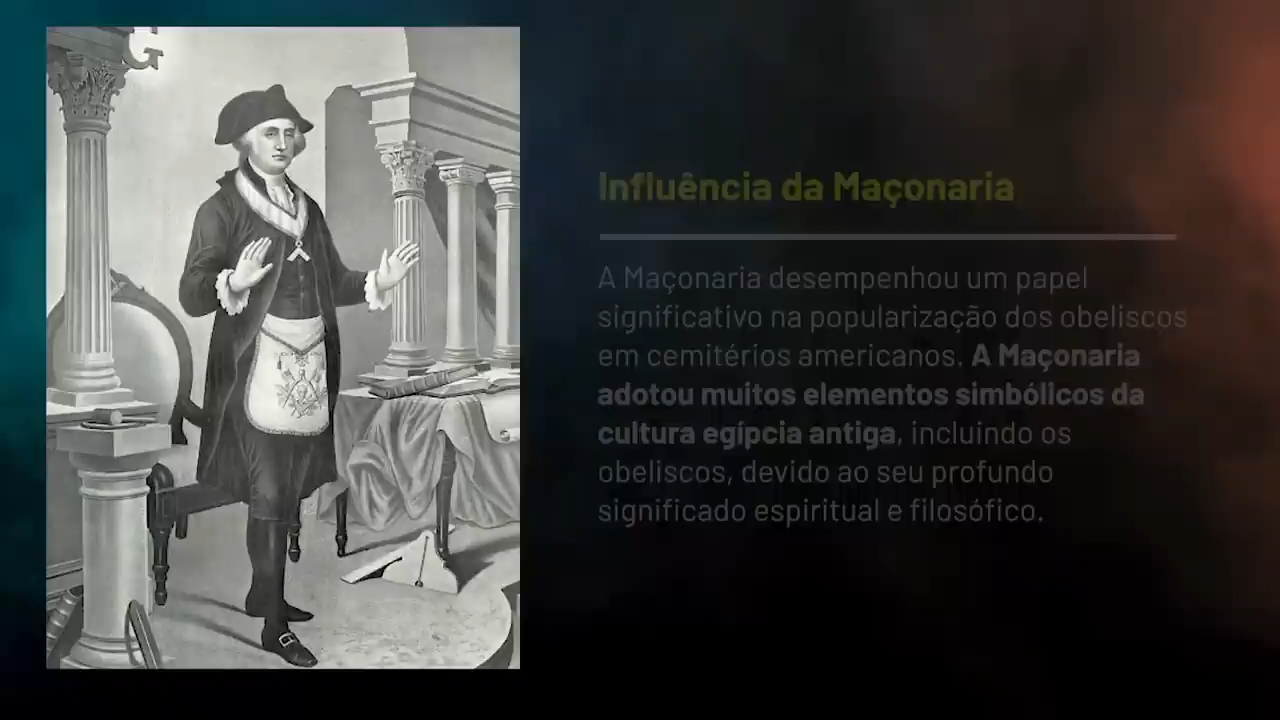 G
Influência da Maçonaria
A Maçonaria desempenhou um papel
significativo na popularização dos obeliscos
em cemitérios americanos. A Maçonaria
adotou muitos elementos simbólicos da
cultura egípcia antiga, incluindo os
obeliscos, devido ao seu profundo
significado espiritual e filosófico.